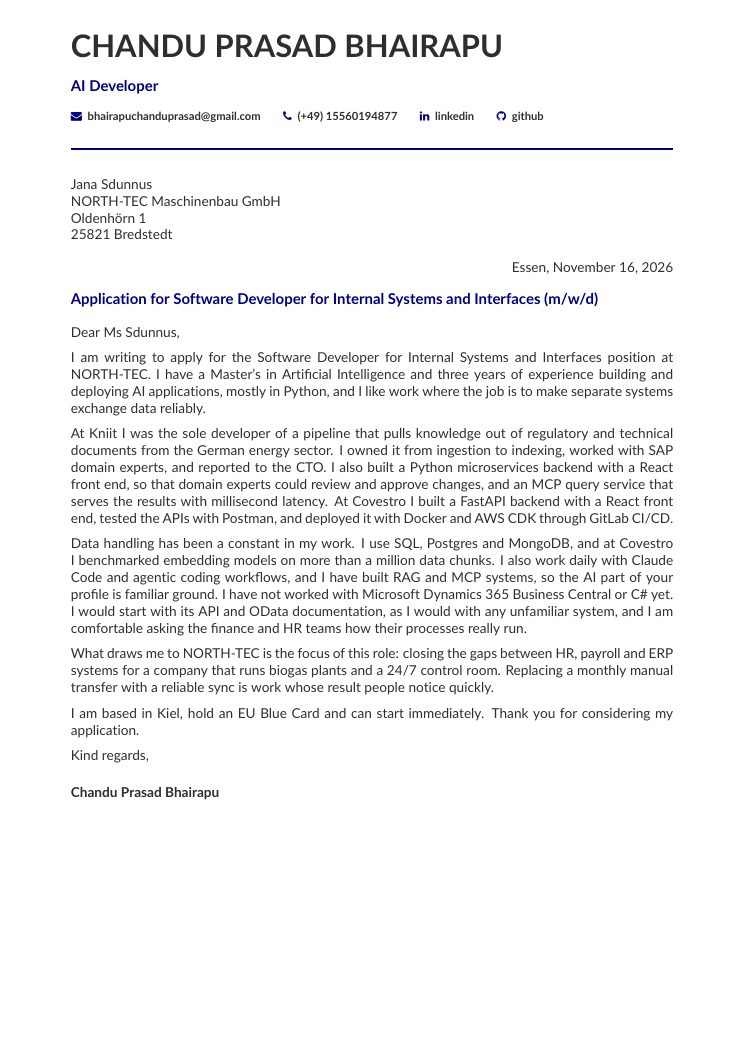 CHANDU PRASAD BHAIRAPU
AI Developer
bhairapuchanduprasad@gmail.com (+49) 15560194877 linkedin github
Jana Sdunnus
NORTH-TEC Maschinenbau GmbH
Oldenhörn 1
25821 Bredstedt
Essen, November 16, 2026
Application for Software Developer for Internal Systems and Interfaces (m/w/d)
Dear Ms Sdunnus,
I am writing to apply for the Software Developer for Internal Systems and Interfaces position at
NORTH-TEC. I have a Master's in Artificial Intelligence and three years of experience building and
deploying AI applications, mostly in Python, and I like work where the job is to make separate systems
exchange data reliably.
At Kniit I was the sole developer of a pipeline that pulls knowledge out of regulatory and technical
documents from the German energy sector. I owned it from ingestion to indexing, worked with SAP
domain experts, and reported to the CTO. I also built a Python microservices backend with a React
front end, so that domain experts could review and approve changes, and an MCP query service that
serves the results with millisecond latency. At Covestro I built a FastAPI backend with a React front
end, tested the APIs with Postman, and deployed it with Docker and AWS CDK through GitLab CI/CD.
Data handling has been a constant in my work. I use SQL, Postgres and MongoDB, and at Covestro
I benchmarked embedding models on more than a million data chunks. I also work daily with Claude
Code and agentic coding workflows, and I have built RAG and MCP systems, so the AI part of your
profile is familiar ground. I have not worked with Microsoft Dynamics 365 Business Central or C# yet.
I would start with its API and OData documentation, as I would with any unfamiliar system, and I am
comfortable asking the finance and HR teams how their processes really run.
What draws me to NORTH-TEC is the focus of this role: closing the gaps between HR, payroll and ERP
systems for a company that runs biogas plants and a 24/7 control room. Replacing a monthly manual
transfer with a reliable sync is work whose result people notice quickly.
I am based in Kiel, hold an EU Blue Card and can start immediately. Thank you for considering my
application.
Kind regards,
Chandu Prasad Bhairapu